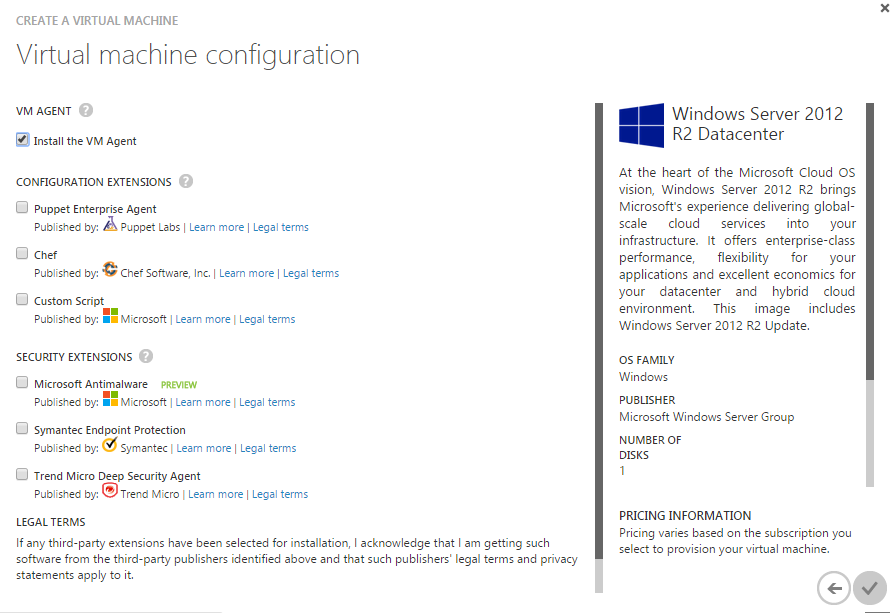 CREATE A VIRTUAL MACHINE
Virtual machine configuration
VM AGENT ?
Install the VM Agent
CONFIGURATION EXTENSIONS ?
Puppet Enterprise Agent
Published by: Puppet Labs | Learn more | Legal terms
Chef
Published by: Chef Software, Inc. | Learn more | Legal terms
Custom Script
Published by: Microsoft | Learn more | Legal terms
SECURITY EXTENSIONS ?
Microsoft Antimalware PREVIEW
Published by: Microsoft | Learn more | Legal terms
Symantec Endpoint Protection
Published by: Symantec | Learn more | Legal terms
Trend Micro Deep Security Agent
Published by: Trend Micro | Learn more | Legal terms
LEGAL TERMS
If any third-party extensions have been selected for installation, I acknowledge that I am getting such
software from the third-party publishers identified above and that such publishers' legal terms and privacy
statements apply to it.
Windows Server 2012
R2 Datacenter
At the heart of the Microsoft Cloud OS
vision, Windows Server 2012 R2 brings
Microsoft's experience delivering global-
scale cloud services into your
infrastructure. It offers enterprise-class
performance, flexibility for your
applications and excellent economics for
your datacenter and hybrid cloud
environment. This image includes
Windows Server 2012 R2 Update.
OS FAMILY
Windows
PUBLISHER
Microsoft Windows Server Group
NUMBER OF
DISKS
1
PRICING INFORMATION
Pricing varies based on the subscription you
select to provision your virtual machine.